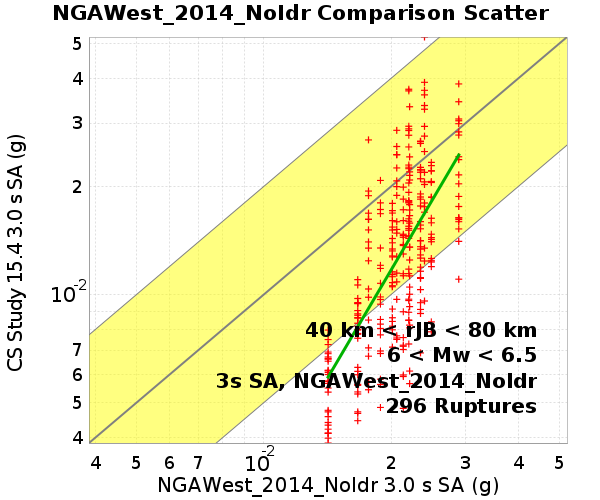 NGAWest_2014_NoIdr Comparison Scatter
CS Study 15.4 3.0 s SA (g)
5
4
3
2
10-2
7
6
5
4
40 km < rJB < 80 km
6 < Mw < 6.5
3s SA, NGAWest_2014_NoIdr
296 Ruptures
4 5 6 7 10-2 2 3 4 5
NGAWest_2014_NoIdr 3.0 s SA (g)